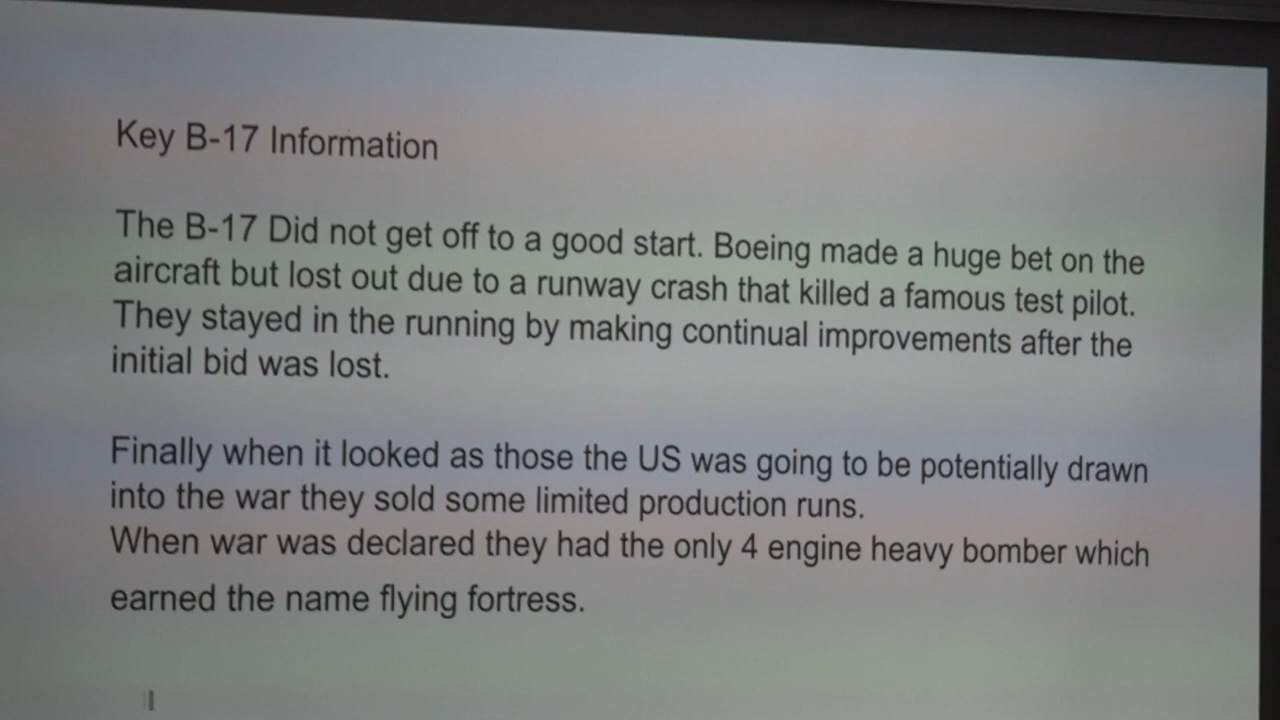 Key B-17 Information
The B-17 Did not get off to a good start. Boeing made a huge bet on the
aircraft but lost out due to a runway crash that killed a famous test pilot.
They stayed in the running by making continual improvements after the
initial bid was lost.
Finally when it looked as those the US was going to be potentially drawn
into the war they sold some limited production runs.
When war was declared they had the only 4 engine heavy bomber which
earned the name flying fortress.